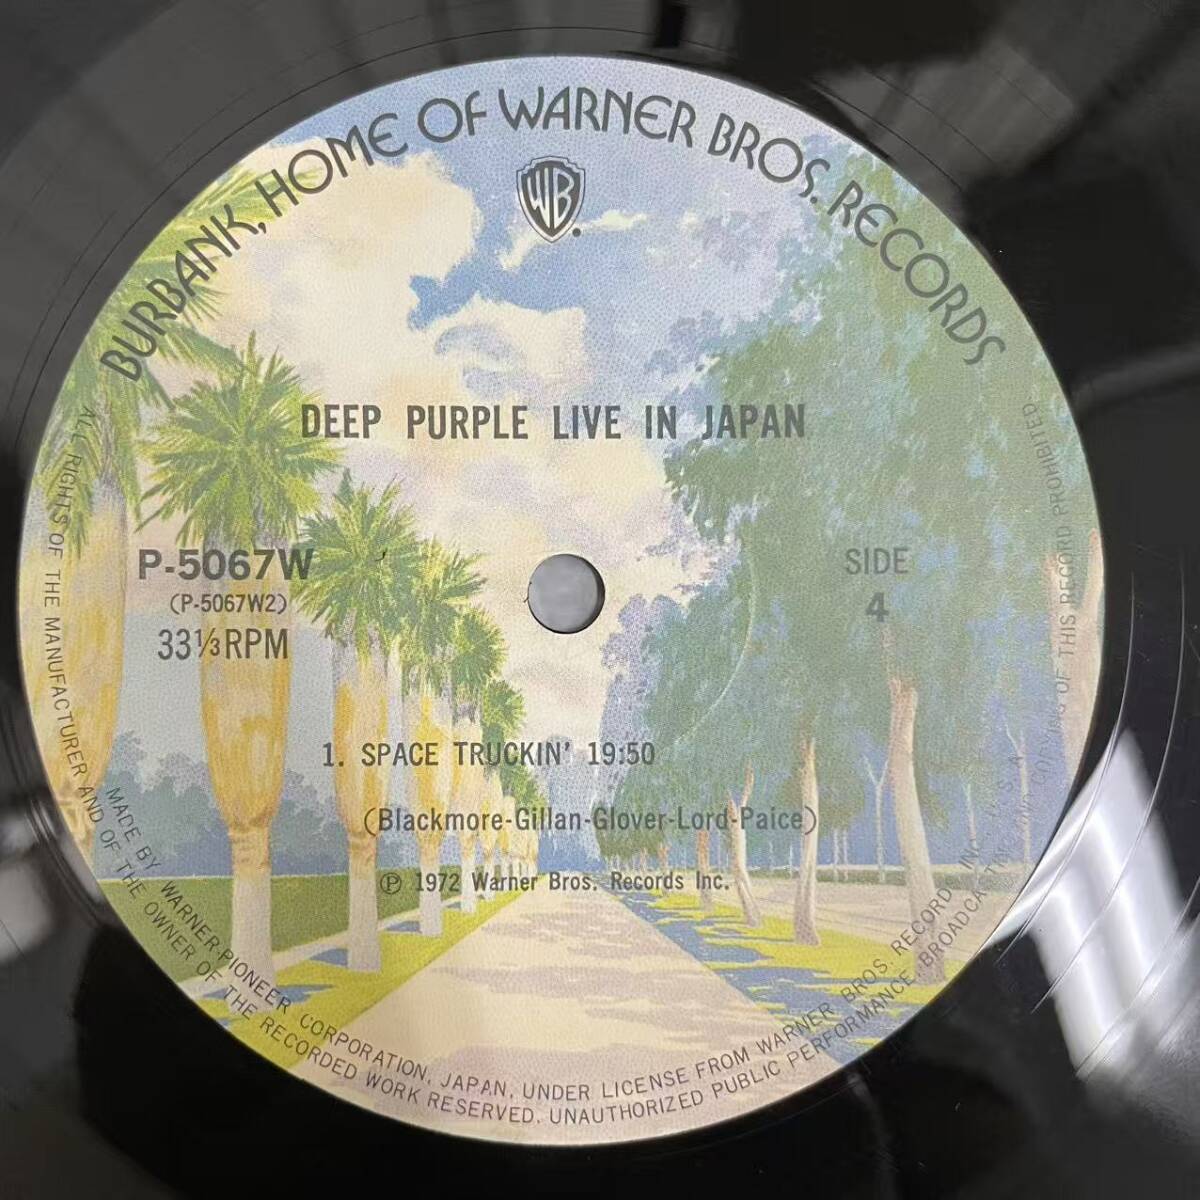 BURBANK, HOME OF WARNER BROS. RECORDS
WB
DEEP PURPLE LIVE IN JAPAN
P-5067W
(P-5067W2)
33⅓RPM
SIDE
4
1. SPACE TRUCKIN' 19:50
(Blackmore-Gillan-Glover-Lord-Paice)
Ⓟ 1972 Warner Bros. Records Inc.
MADE BY WARNER-PIONEER CORPORATION, JAPAN, UNDER LICENSE FROM WARNER BROS. RECORD, INC., U.S.A.
ALL RIGHTS OF THE MANUFACTURER AND OF THE OWNER OF THE RECORDED WORK RESERVED. UNAUTHORIZED PUBLIC PERFORMANCE, BROADCASTING, COPYING OF THIS RECORD PROHIBITED